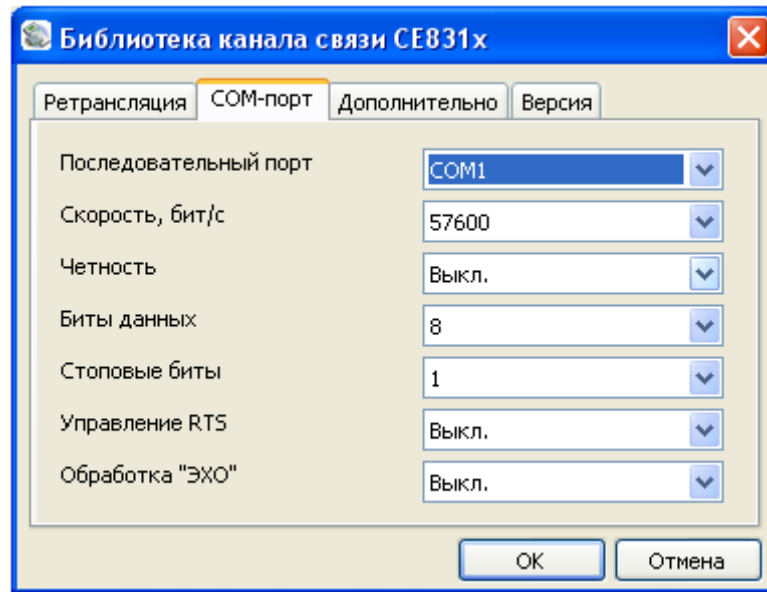 Библиотека канала связи CE831x
Ретрансляция COM-порт Дополнительно Версия
Последовательный порт COM1
Скорость, бит/с 57600
Четность Выкл.
Биты данных 8
Стоповые биты 1
Управление RTS Выкл.
Обработка "ЭХО" Выкл.
OK Отмена